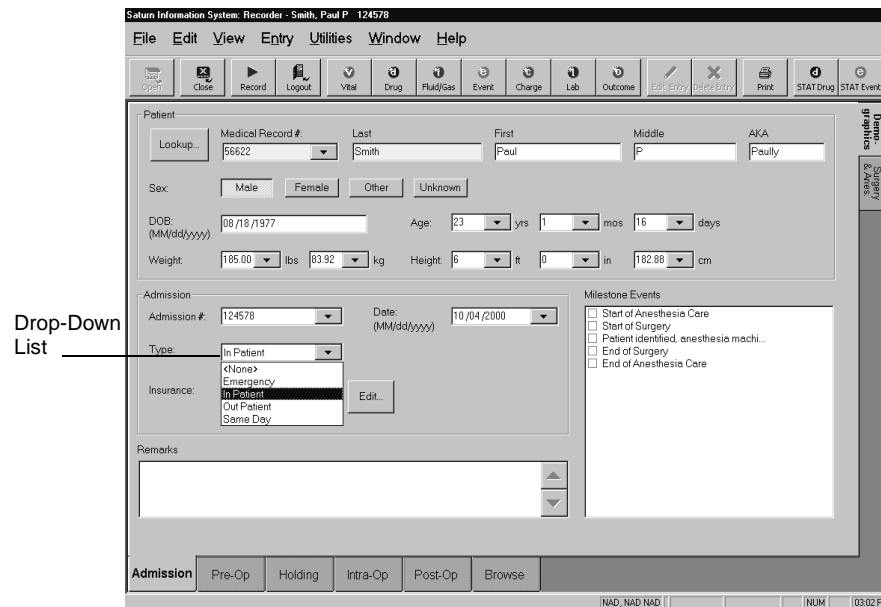 Saturn Information System: Recorder - Smith, Paul P 124578
File Edit View Entry Utilities Window Help
Open Close Record Logout Vital Drug Fluid/Gas Event Charge Lab Outcome Edit Entry Delete Entry Print STAT Drug STAT Event
Patient
Lookup... Medical Record #: Last First Middle AKA
56622 Smith Paul P Paully
Sex: Male Female Other Unknown
DOB: 08/18/1977 Age: 23 yrs 1 mos 16 days
(MM/dd/yyyy)
Weight: 185.00 lbs 83.92 kg Height: 6 ft 0 in 182.88 cm
Demo-
graphics
Surgery
& Anes.
Admission
Admission #: 124578 Date: 10/04/2000
(MM/dd/yyyy)
Drop-Down
List
Type: In Patient
<None>
Emergency
In Patient
Out Patient
Same Day
Insurance: Edit...
Milestone Events
Start of Anesthesia Care
Start of Surgery
Patient identified, anesthesia machi...
End of Surgery
End of Anesthesia Care
Remarks
Admission Pre-Op Holding Intra-Op Post-Op Browse
NAD, NAD NAD NUM 03:02